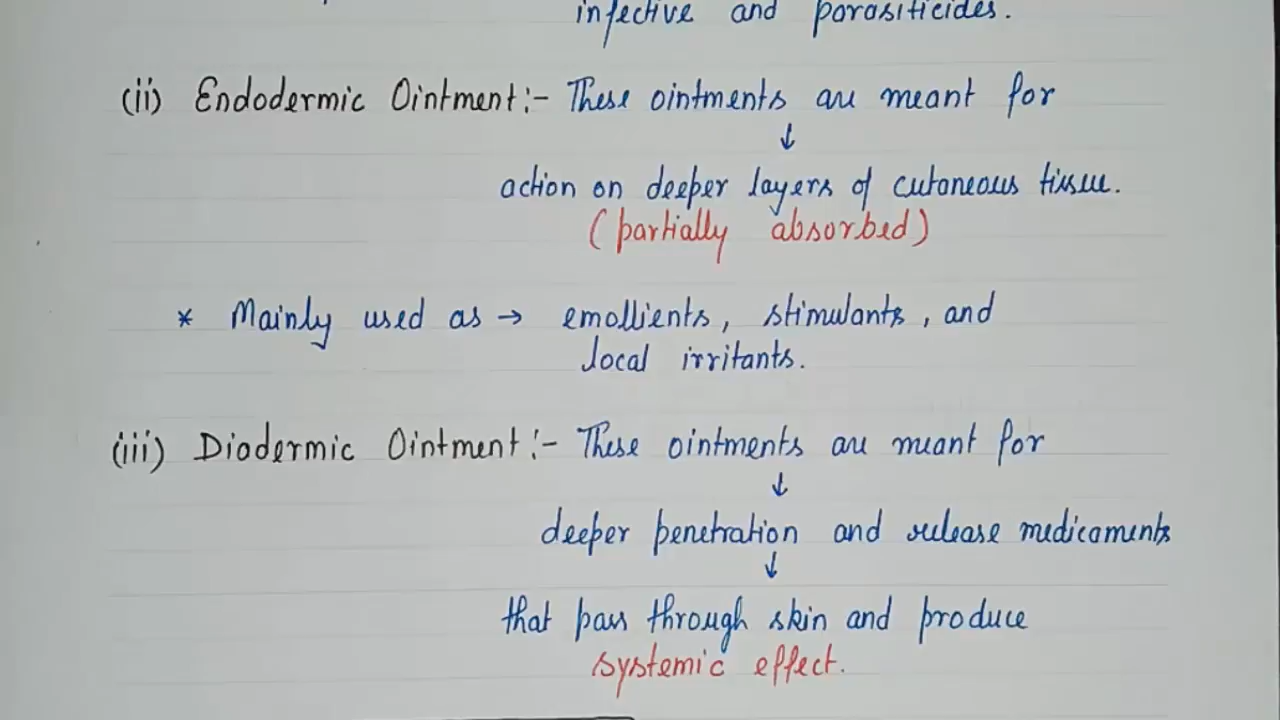 infective and parasiticides.
(ii) Endodermic Ointment:- These ointments are meant for
↓
action on deeper layers of cutaneous tissue.
(partially absorbed)
* Mainly used as → emollients, stimulants, and
local irritants.
(iii) Diodermic Ointment:- These ointments are meant for
↓
deeper penetration and release medicaments
↓
that pass through skin and produce
systemic effect.